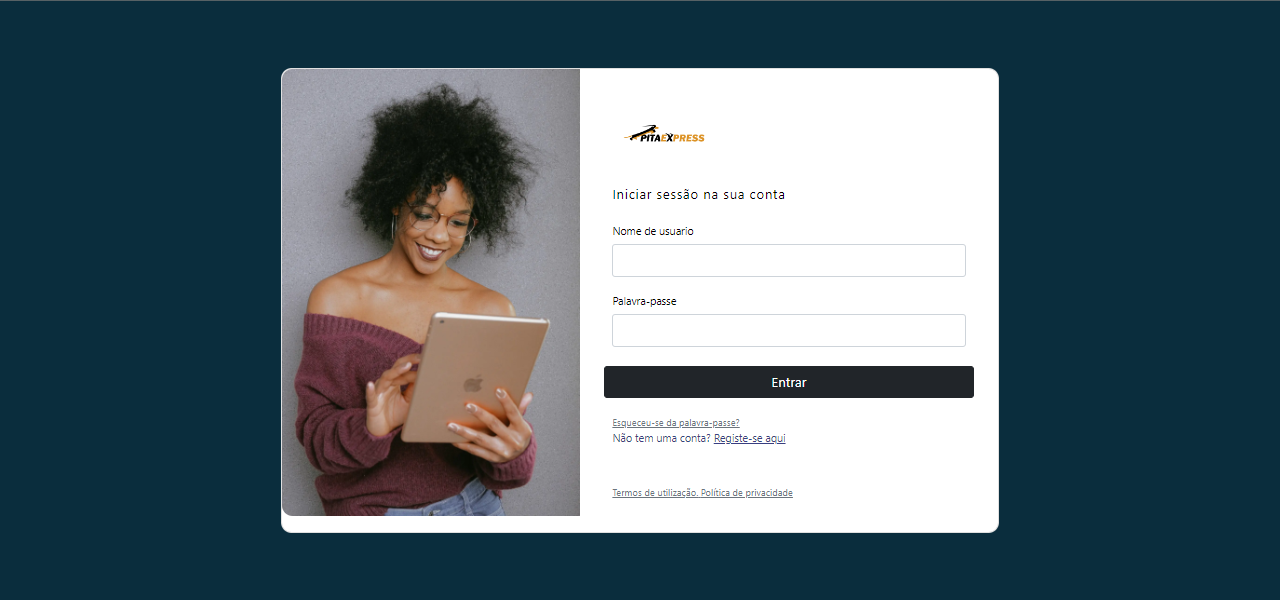 PITAEXPRESS
Iniciar sessão na sua conta
Nome de usuario
Palavra-passe
Entrar
Esqueceu-se da palavra-passe?
Não tem uma conta? Registe-se aqui
Termos de utilização. Política de privacidade